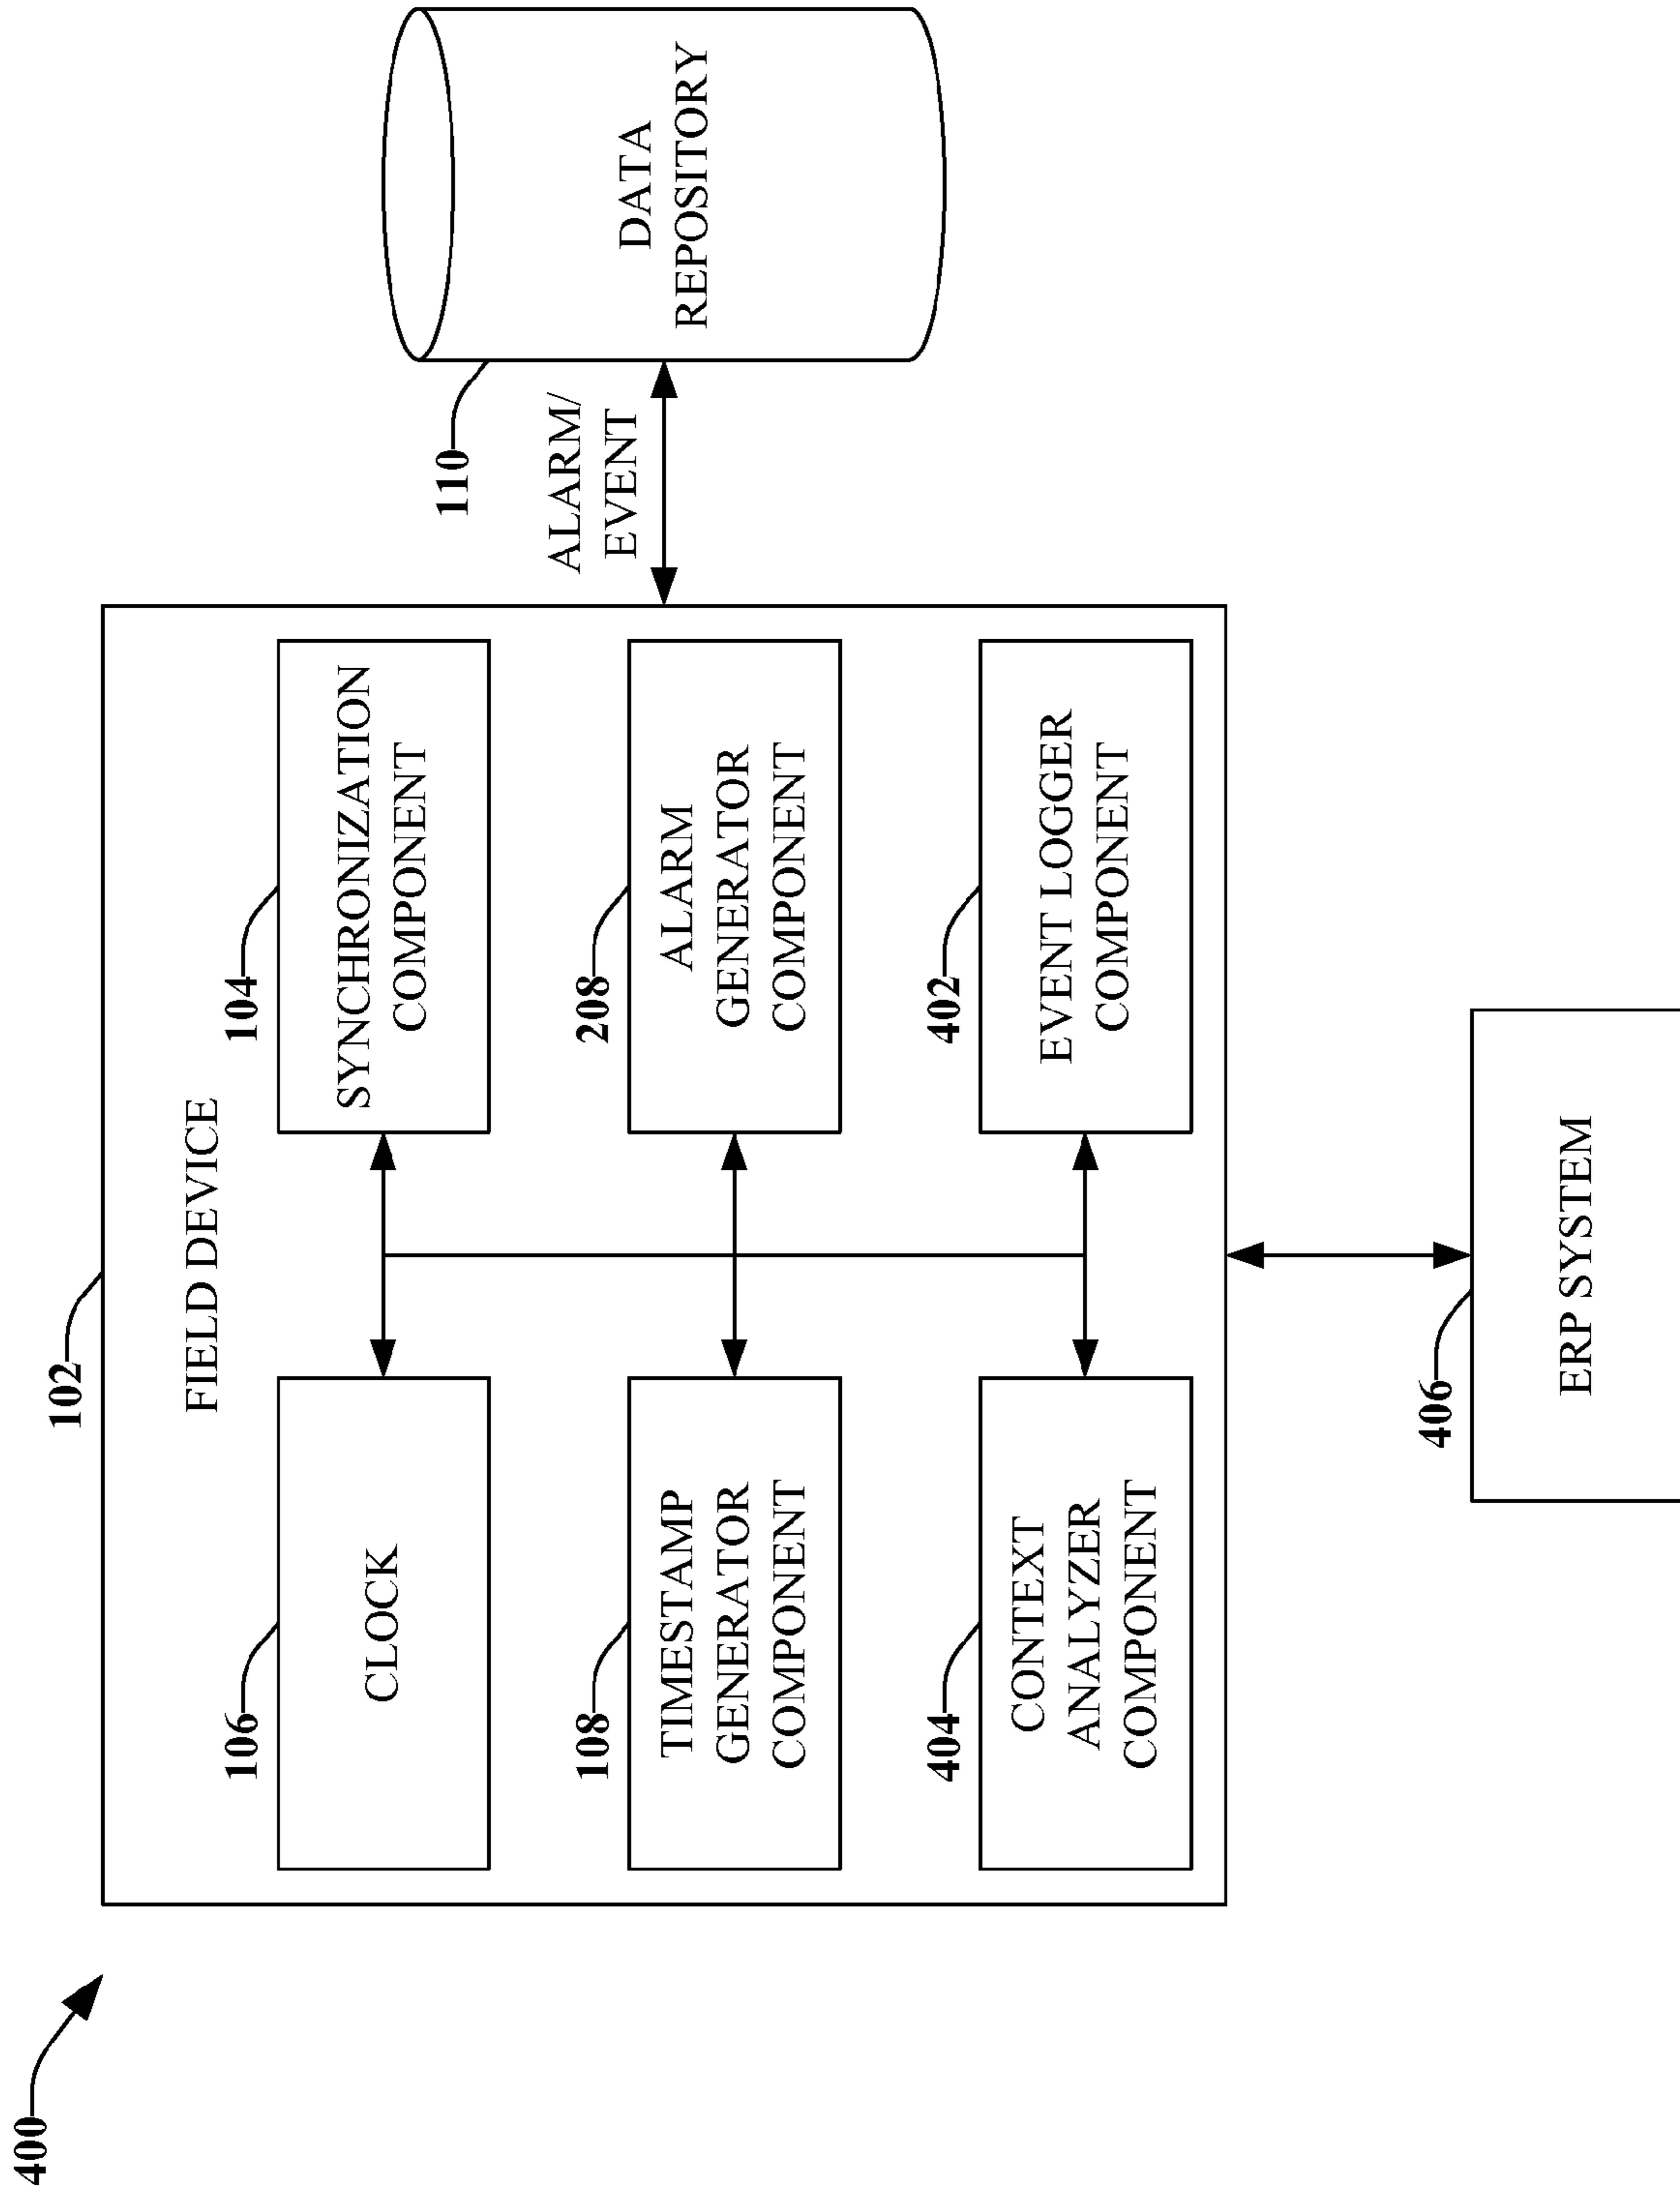 400
102
FIELD DEVICE
106
CLOCK
104
SYNCHRONIZATION
COMPONENT
108
TIMESTAMP
GENERATOR
COMPONENT
208
ALARM
GENERATOR
COMPONENT
404
CONTEXT
ANALYZER
COMPONENT
402
EVENT LOGGER
COMPONENT
ALARM/
EVENT
110
DATA
REPOSITORY
406
ERP SYSTEM